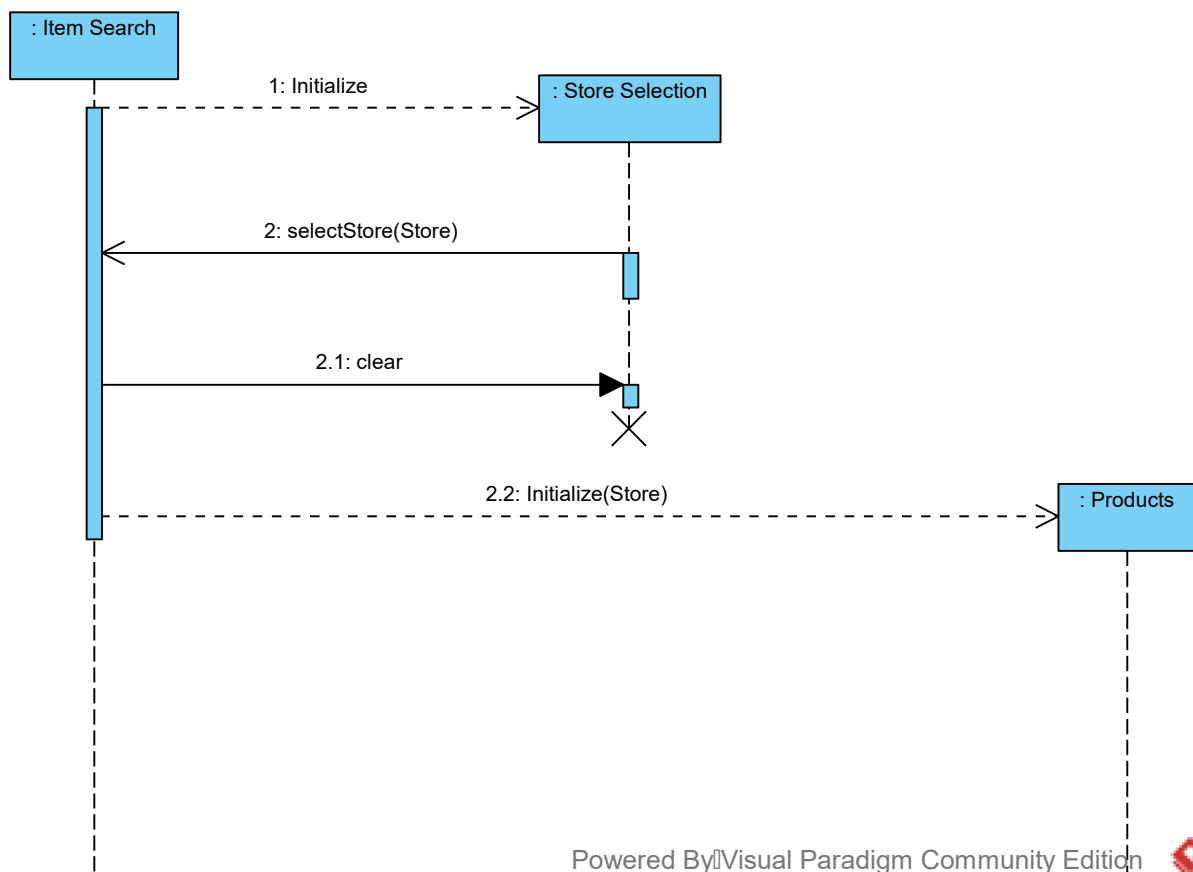 : Item Search
1: Initialize
: Store Selection
2: selectStore(Store)
2.1: clear
2.2: Initialize(Store)
: Products
Powered By▯Visual Paradigm Community Edition